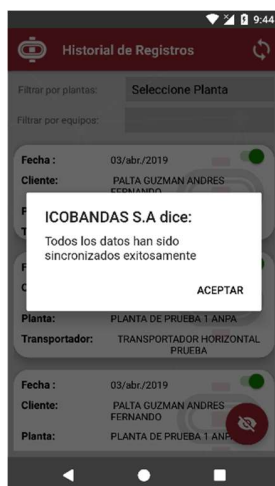 9:44
Historial de Registros
Filtrar por plantas: Seleccione Planta
Filtrar por equipos:
Fecha : 03/abr./2019
Cliente: PALTA GUZMAN ANDRES
FERNANDO
ICOBANDAS S.A dice:
Todos los datos han sido
sincronizados exitosamente
ACEPTAR
Planta: PLANTA DE PRUEBA 1 ANPA
Transportador: TRANSPORTADOR HORIZONTAL
PRUEBA
Fecha : 03/abr./2019
Cliente: PALTA GUZMAN ANDRES
FERNANDO
Planta: PLANTA DE PRUEBA 1 ANP